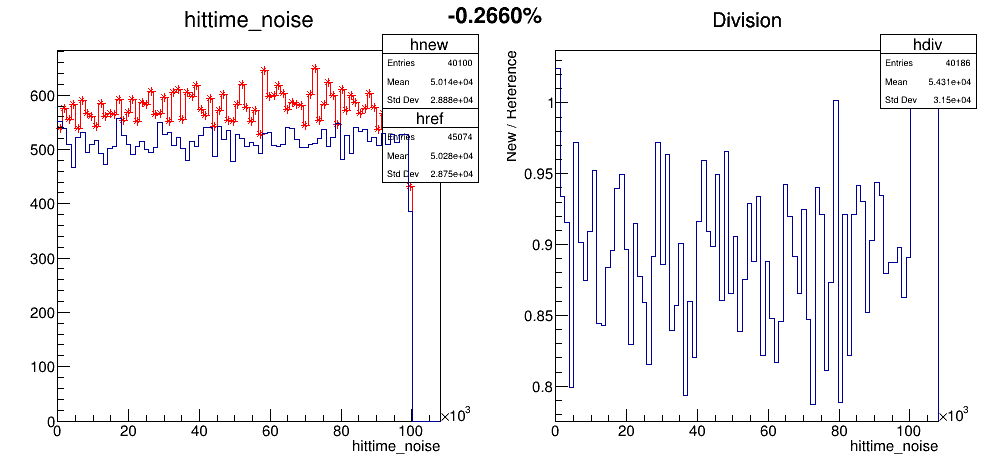 hittime_noise
-0.2660%
Division
hnew
Entries 40100
Mean 5.014e+04
Std Dev 2.888e+04
href
Entries 45074
Mean 5.028e+04
Std Dev 2.875e+04
600
500
400
300
200
100
0
0 20 40 60 80 100
×10³
hittime_noise
hdiv
Entries 40186
Mean 5.431e+04
Std Dev 3.15e+04
New / Reference
1
0.95
0.9
0.85
0.8
0 20 40 60 80 100
×10³
hittime_noise